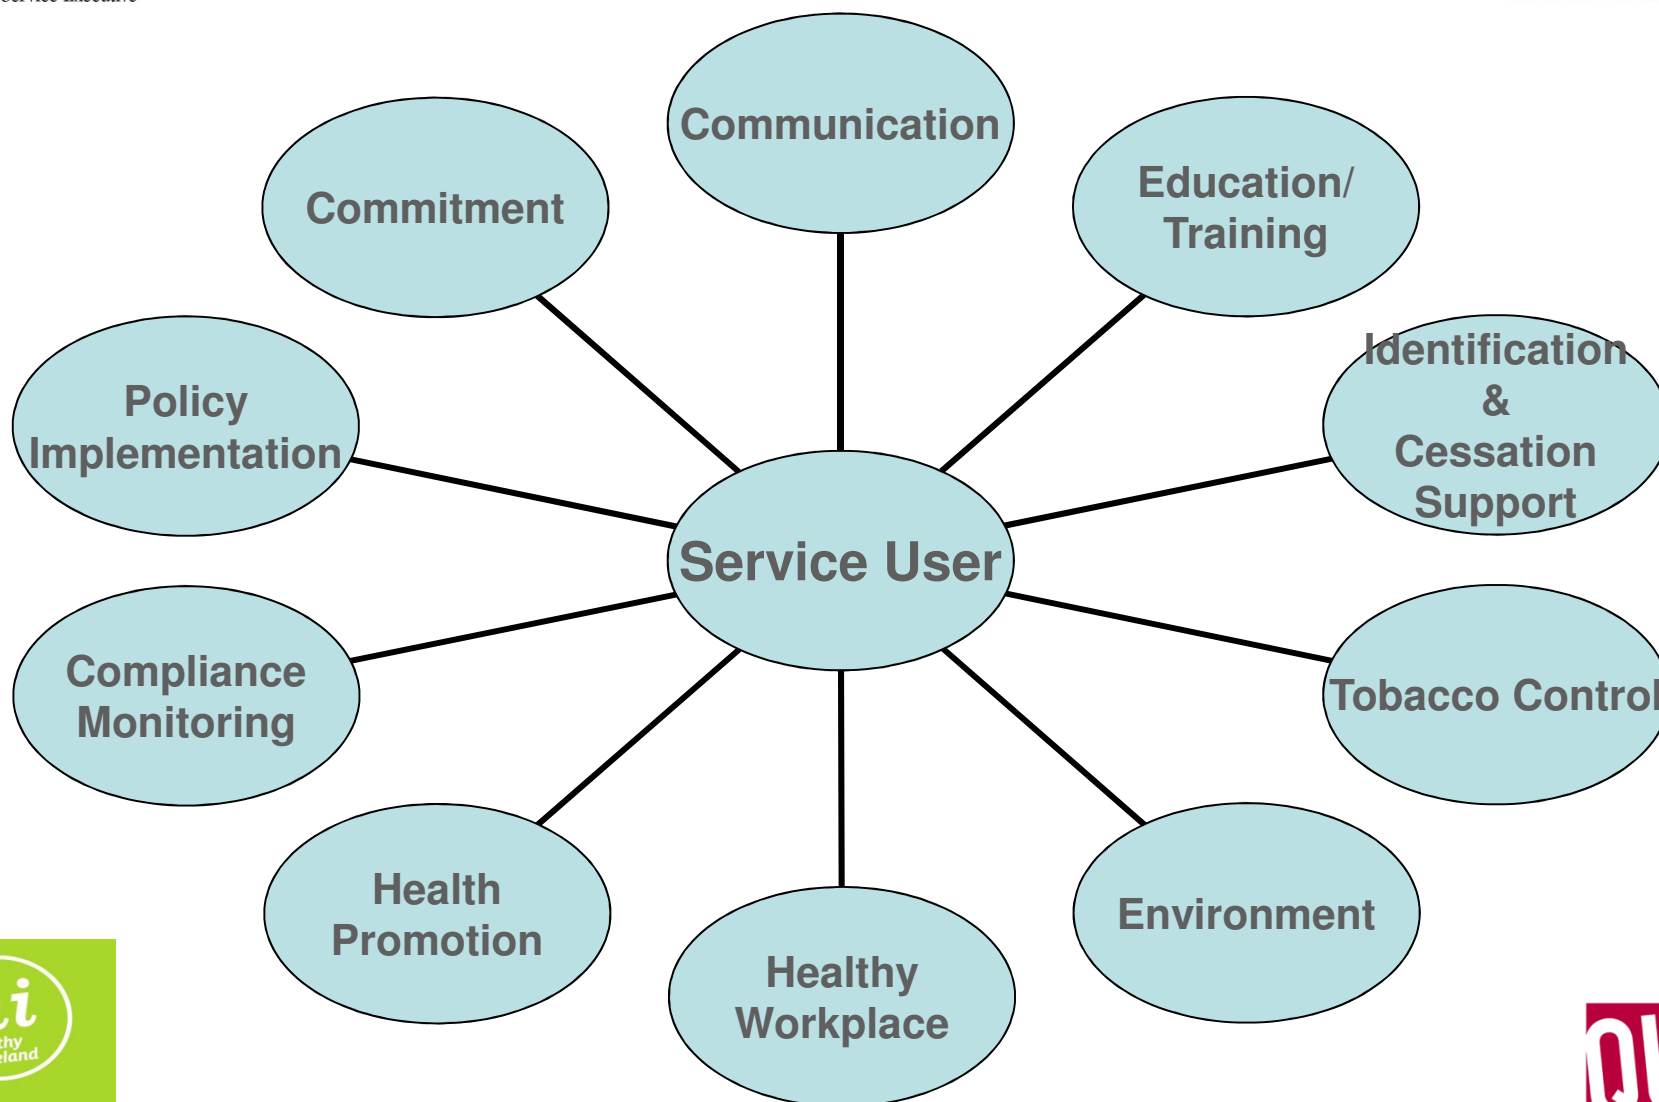 Communication
Commitment
Education/
Training
Identification
&
Cessation
Support
Policy
Implementation
Service User
Compliance
Monitoring
Tobacco Control
Health
Promotion
Environment
Healthy
Workplace